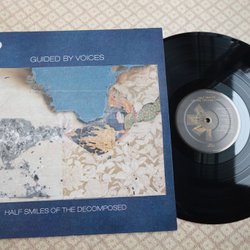 GUIDED BY VOICES
HALF SMILES OF THE DECOMPOSED